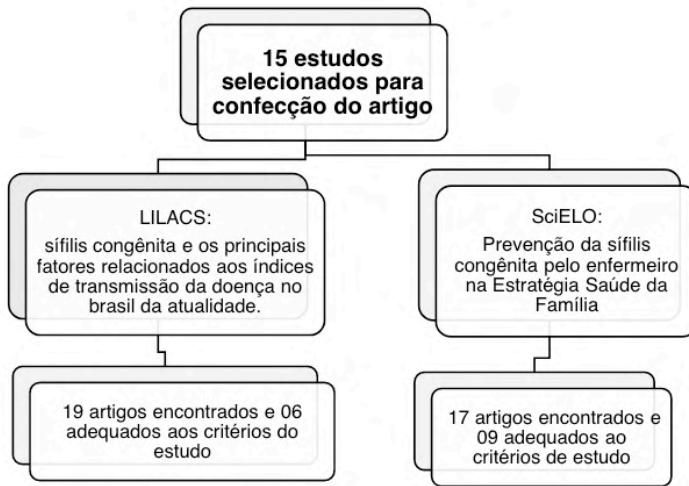 15 estudos
selecionados para
confecção do artigo
LILACS:
sífilis congênita e os principais
fatores relacionados aos índices
de transmissão da doença no
brasil da atualidade.
SciELO:
Prevenção da sífilis
congênita pelo enfermeiro
na Estratégia Saúde da
Família
19 artigos encontrados e 06
adequados aos critérios do
estudo
17 artigos encontrados e
09 adequados ao
critérios de estudo